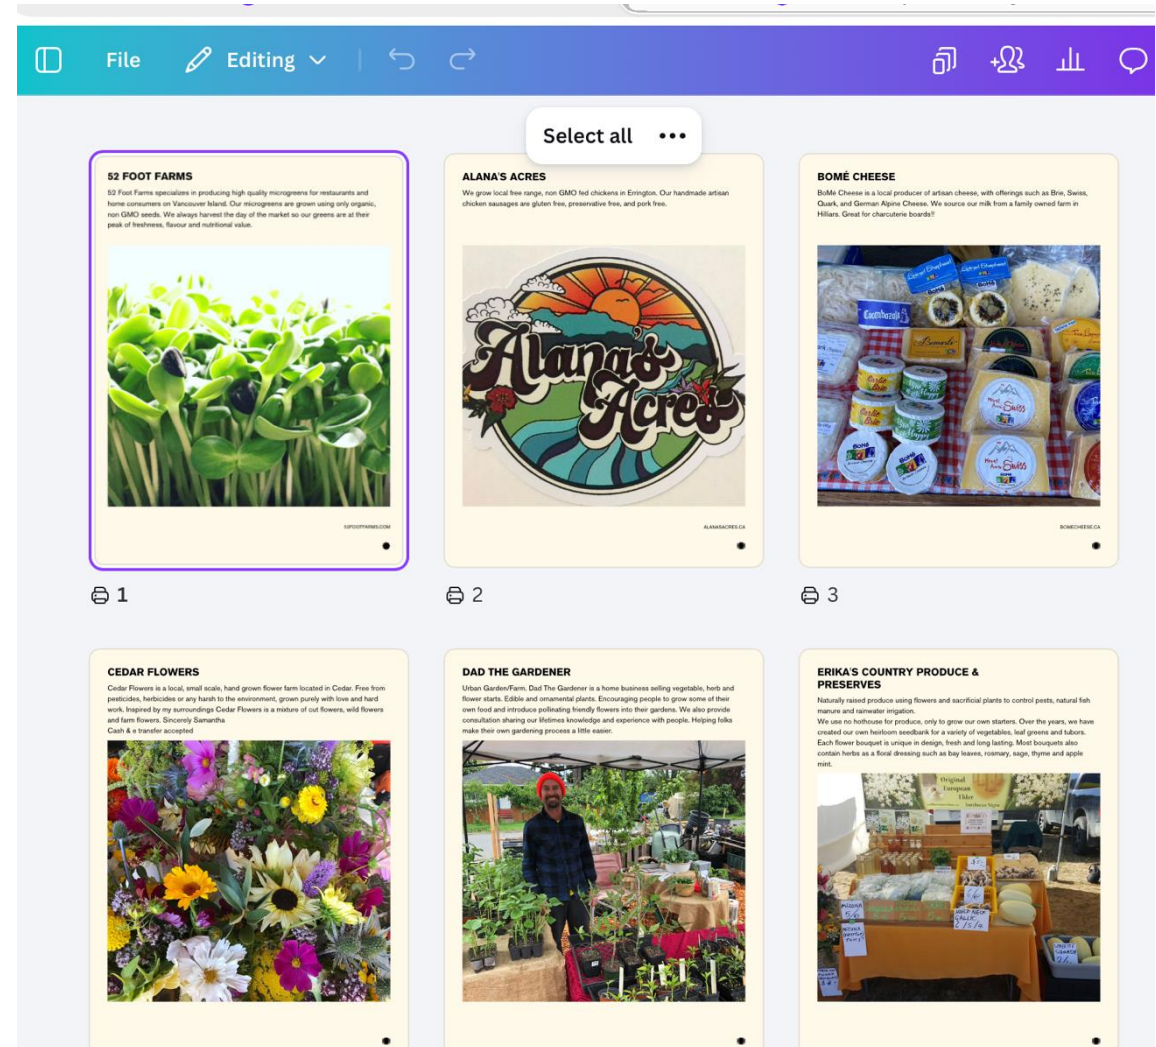 File
Editing
Select all
52 FOOT FARMS
52 Foot Farms specializes in producing high quality microgreens for restaurants and
home consumers on Vancouver Island. Our microgreens are grown using only organic,
non GMO seeds. We always harvest the day of the market so our greens are at their
peak of freshness, flavour and nutritional value.
52FOOTFARMS.COM
1
ALANA'S ACRES
We grow local free range, non GMO fed chickens in Errington. Our handmade artisan
chicken sausages are gluten free, preservative free, and pork free.
Alana's
Acres
ALANASACRES.CA
2
BOMÉ CHEESE
BoMé Cheese is a local producer of artisan cheese, with offerings such as Brie, Swiss,
Quark, and German Alpine Cheese. We source our milk from a family owned farm in
Hilliars. Great for charcuterie boards!!
Garlic
Brie
Swiss
Swiss
BOMÉ
BOMECHEESE.CA
3
CEDAR FLOWERS
Cedar Flowers is a local, small scale, hand grown flower farm located in Cedar. Free from
pesticides, herbicides or any harsh to the environment, grown purely with love and hard
work. Inspired by my surroundings Cedar Flowers is a mixture of cut flowers, wild flowers
and farm flowers. Sincerely Samantha
Cash & e transfer accepted
DAD THE GARDENER
Urban Garden/Farm. Dad The Gardener is a home business selling vegetable, herb and
flower starts. Edible and ornamental plants. Encouraging people to grow some of their
own food and introduce pollinating friendly flowers into their gardens. We also provide
consultation sharing our lifetimes knowledge and experience with people. Helping folks
make their own gardening process a little easier.
ERIKA'S COUNTRY PRODUCE &
PRESERVES
Naturally raised produce using flowers and sacrificial plants to control pests, natural fish
manure and rainwater irrigation.
We use no hothouse for produce, only to grow our own starters. Over the years, we have
created our own heirloom seedbank for a variety of vegetables, leaf greens and tubors.
Each flower bouquet is unique in design, fresh and long lasting. Most bouquets also
contain herbs as a floral dressing such as bay leaves, rosmary, sage, thyme and apple
mint.
Original
European
Elder